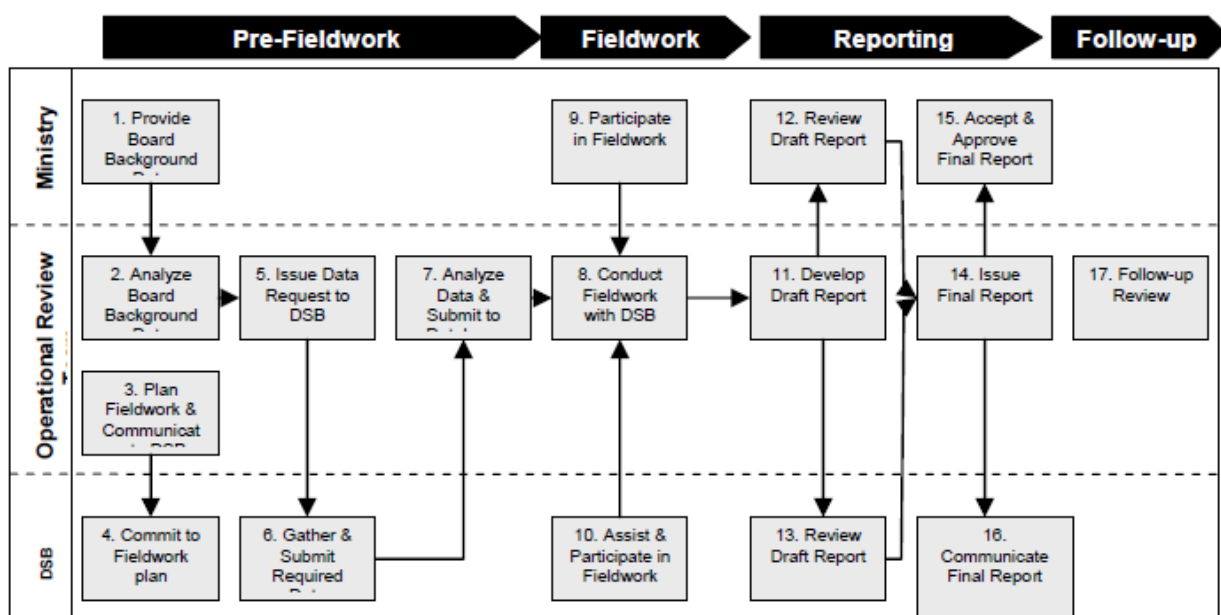 Pre-Fieldwork
Fieldwork
Reporting
Follow-up
Ministry
1. Provide
Board
Background
9. Participate
in Fieldwork
12. Review
Draft Report
15. Accept &
Approve
Final Report
Operational Review
2. Analyze
Board
Background
5. Issue Data
Request to
DSB
7. Analyze
Data &
Submit to
8. Conduct
Fieldwork
with DSB
11. Develop
Draft Report
14. Issue
Final Report
17. Follow-up
Review
3. Plan
Fieldwork &
Communicat
DSB
4. Commit to
Fieldwork
plan
6. Gather &
Submit
Required
10. Assist &
Participate in
Fieldwork
13. Review
Draft Report
16.
Communicate
Final Report